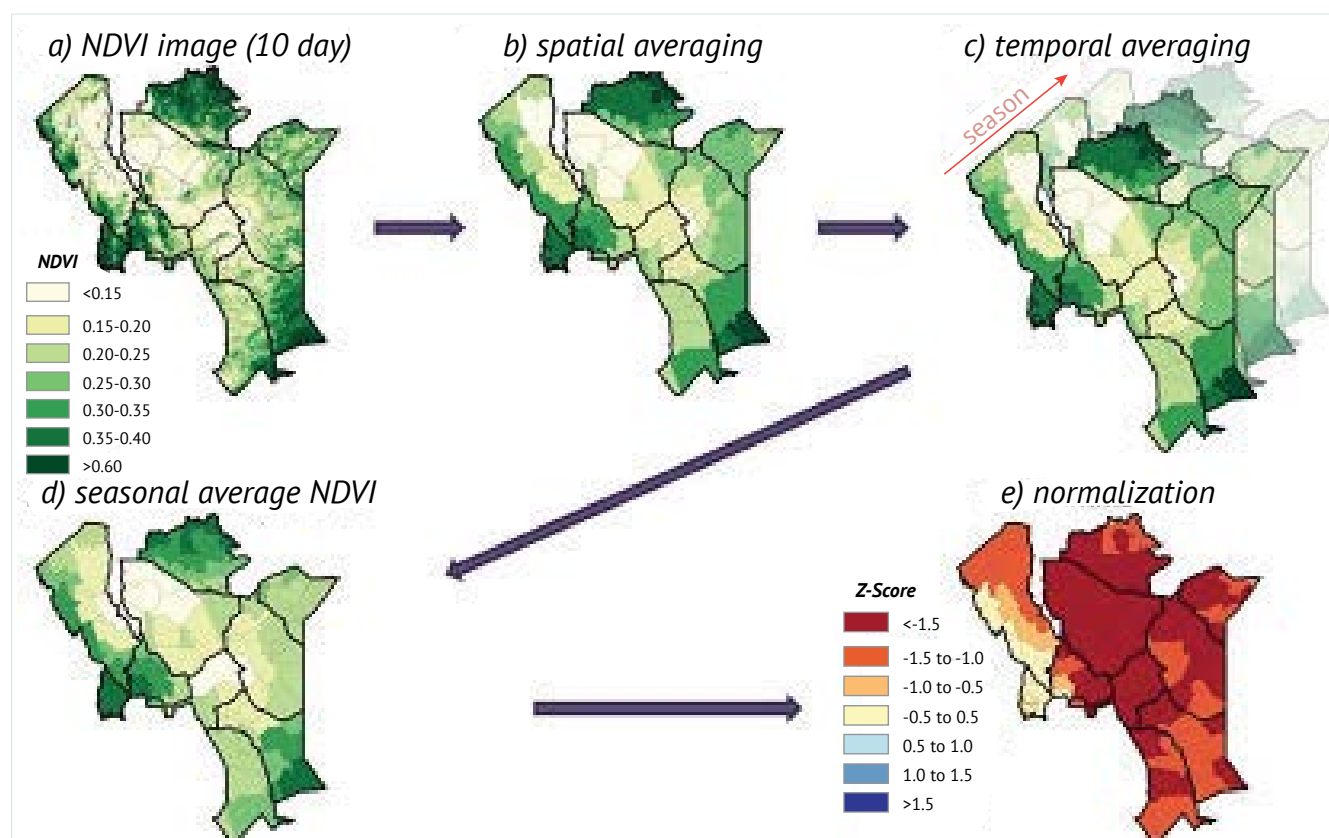 a) NDVI image (10 day)
b) spatial averaging
c) temporal averaging
season
NDVI
<0.15
0.15-0.20
0.20-0.25
0.25-0.30
0.30-0.35
0.35-0.40
>0.60
d) seasonal average NDVI
e) normalization
Z-Score
<-1.5
-1.5 to -1.0
-1.0 to -0.5
-0.5 to 0.5
0.5 to 1.0
1.0 to 1.5
>1.5